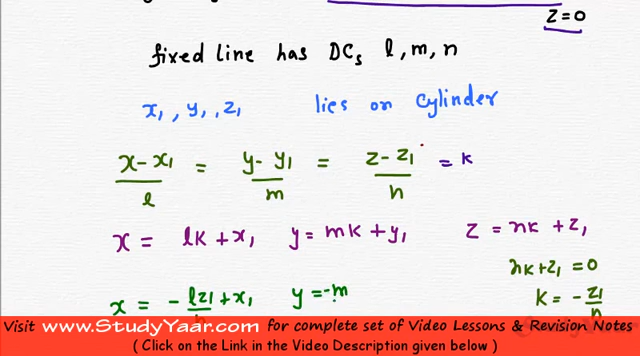 z=0
fixed line has DCs l, m, n
x₁, y₁, z₁ lies on cylinder
x-x₁/l = y-y₁/m = z-z₁/n = k
x = lk+x₁ y=mk+y₁ z = nk+z₁
nk+z₁=0
x = -lz₁ +x₁ y=-m k = -z₁/n
Visit www.StudyYaar.com for complete set of Video Lessons & Revision Notes
( Click on the Link in the Video Description given below )